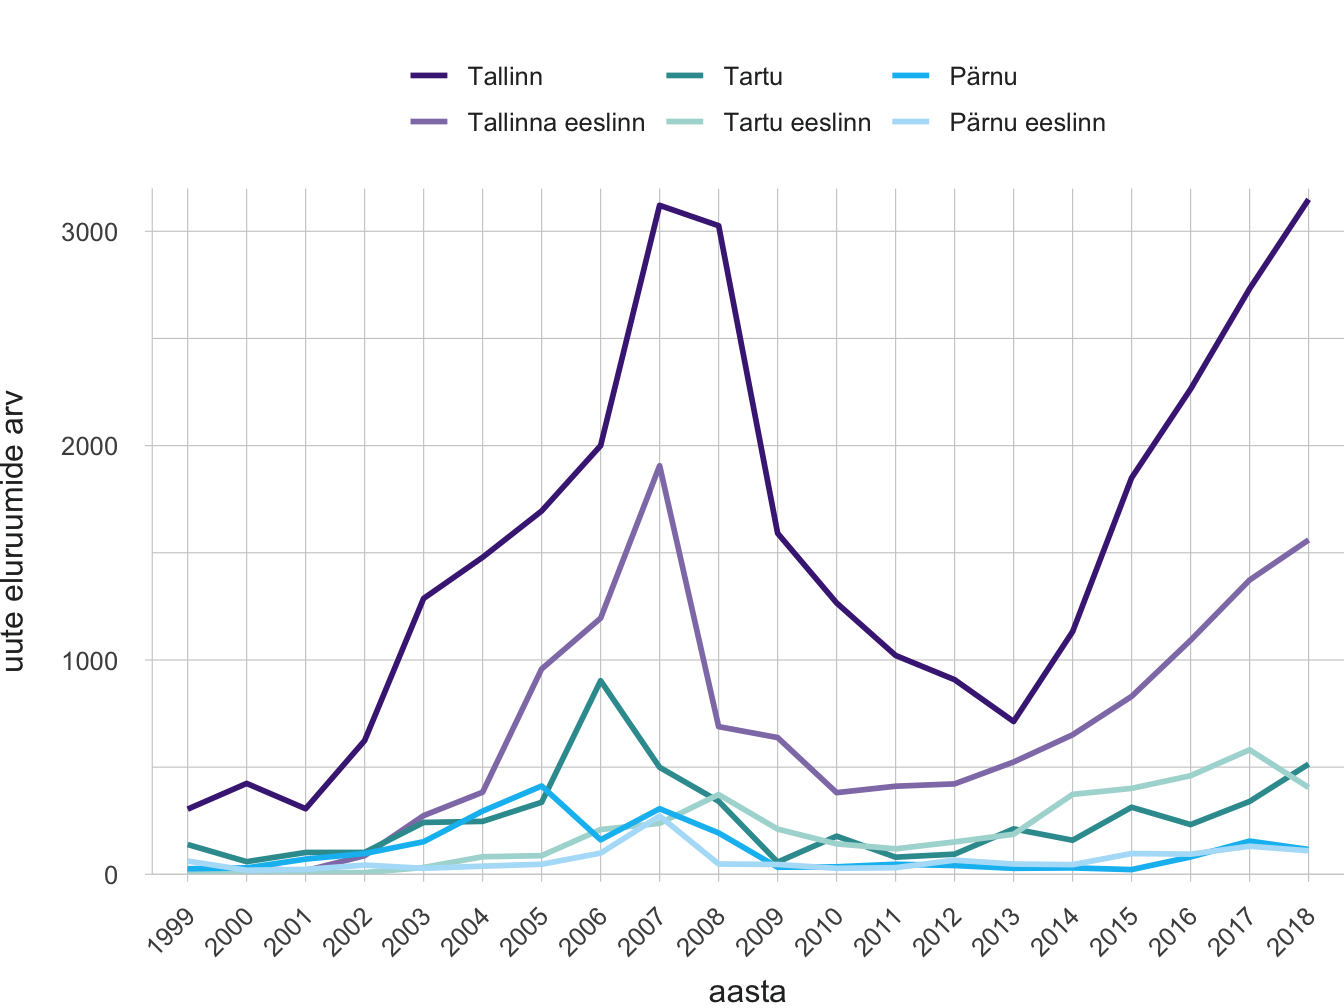 Tallinn Tartu Pärnu
Tallinna eeslinn Tartu eeslinn Pärnu eeslinn
uute eluruumide arv
3000
2000
1000
0
1999 2000 2001 2002 2003 2004 2005 2006 2007 2008 2009 2010 2011 2012 2013 2014 2015 2016 2017 2018
aasta